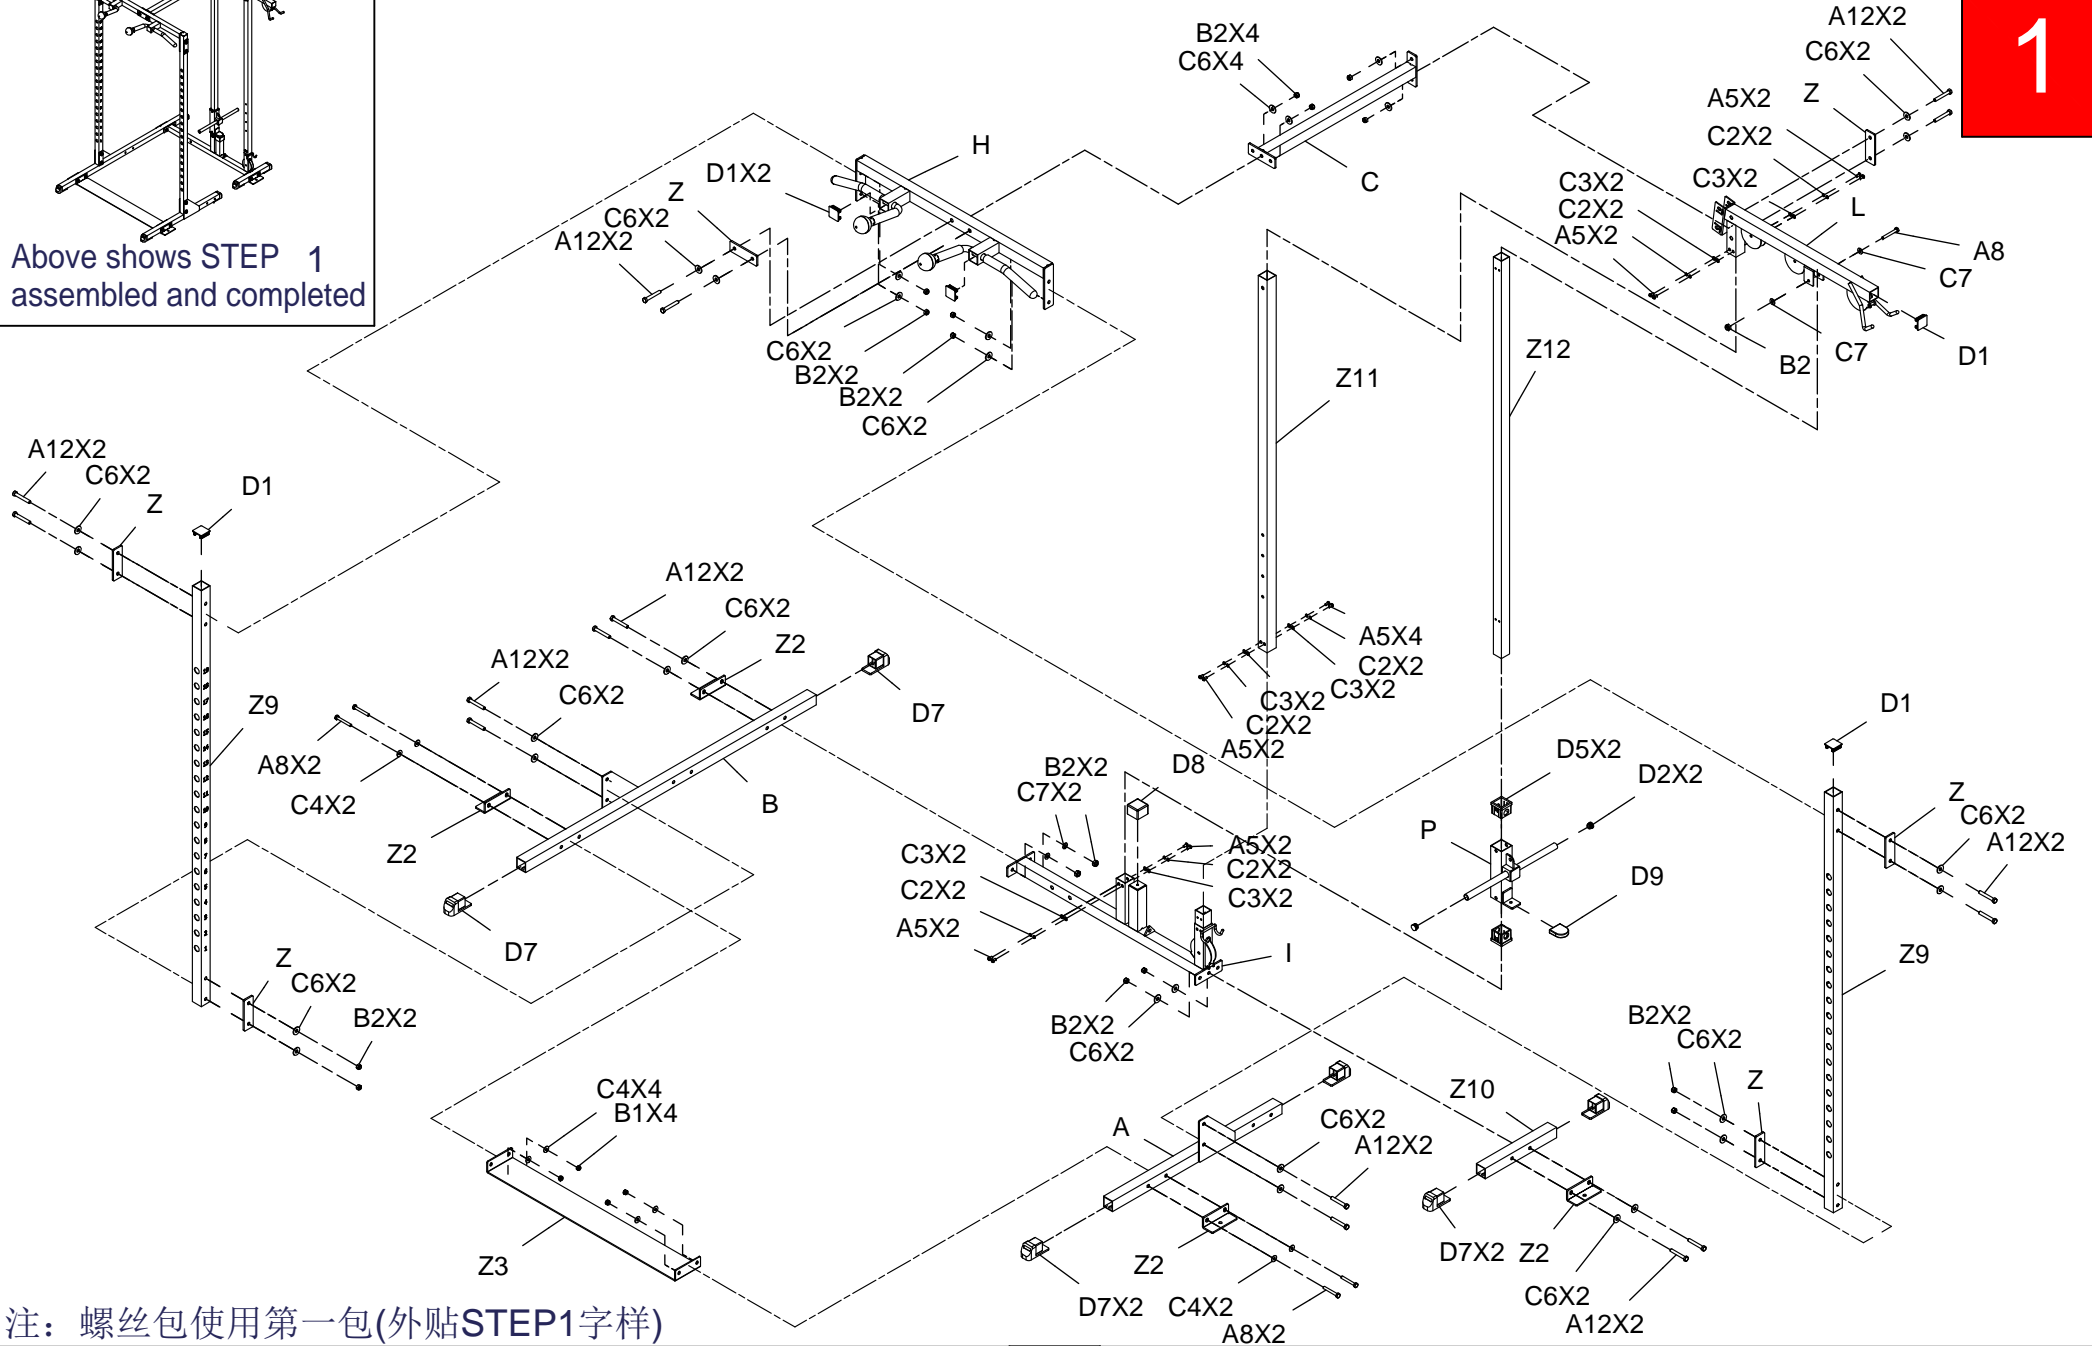 1
Above shows STEP 1
assembled and completed
B2X4
C6X4
C
H
D1X2
Z
C6X2
A12X2
C6X2
B2X2
B2X2
C6X2
A12X2
C6X2
Z
A5X2
C2X2
C3X2
C3X2
C2X2
A5X2
L
A8
C7
D1
C7
B2
Z12
Z11
A12X2
C6X2
Z
D1
Z9
A12X2
C6X2
Z2
A12X2
C6X2
D7
B
A8X2
C4X2
Z2
D7
Z
C6X2
B2X2
A5X4
C2X2
C3X2
C3X2
C2X2
A5X2
D8
B2X2
C7X2
C3X2
C2X2
A5X2
A5X2
C2X2
C3X2
I
B2X2
C6X2
D5X2
D2X2
P
D9
D1
Z
C6X2
A12X2
Z9
B2X2
C6X2
Z
C4X4
B1X4
Z3
A
C6X2
A12X2
Z10
Z2
D7X2
C4X2
A8X2
D7X2
Z2
C6X2
A12X2
注：螺丝包使用第一包(外贴STEP1字样)